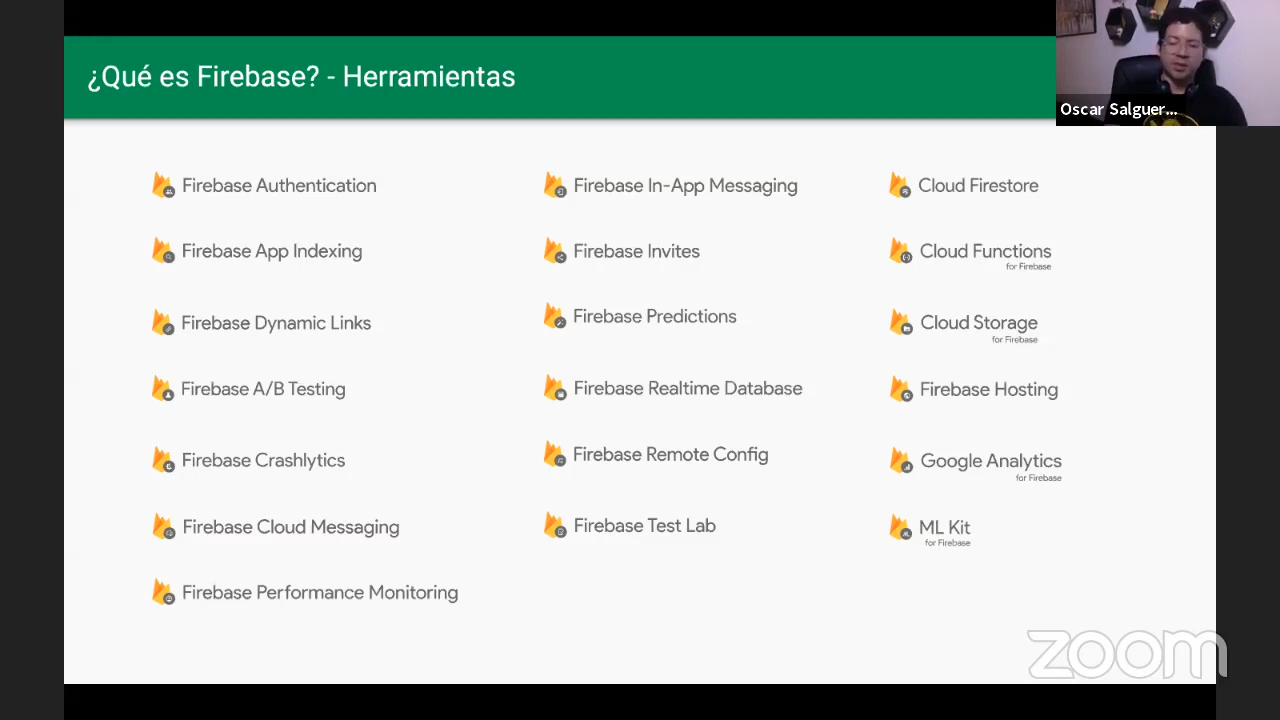 ¿Qué es Firebase? - Herramientas
Oscar Salguer...
Firebase Authentication
Firebase App Indexing
Firebase Dynamic Links
Firebase A/B Testing
Firebase Crashlytics
Firebase Cloud Messaging
Firebase Performance Monitoring
Firebase In-App Messaging
Firebase Invites
Firebase Predictions
Firebase Realtime Database
Firebase Remote Config
Firebase Test Lab
Cloud Firestore
Cloud Functions
for Firebase
Cloud Storage
for Firebase
Firebase Hosting
Google Analytics
for Firebase
ML Kit
for Firebase
zoom